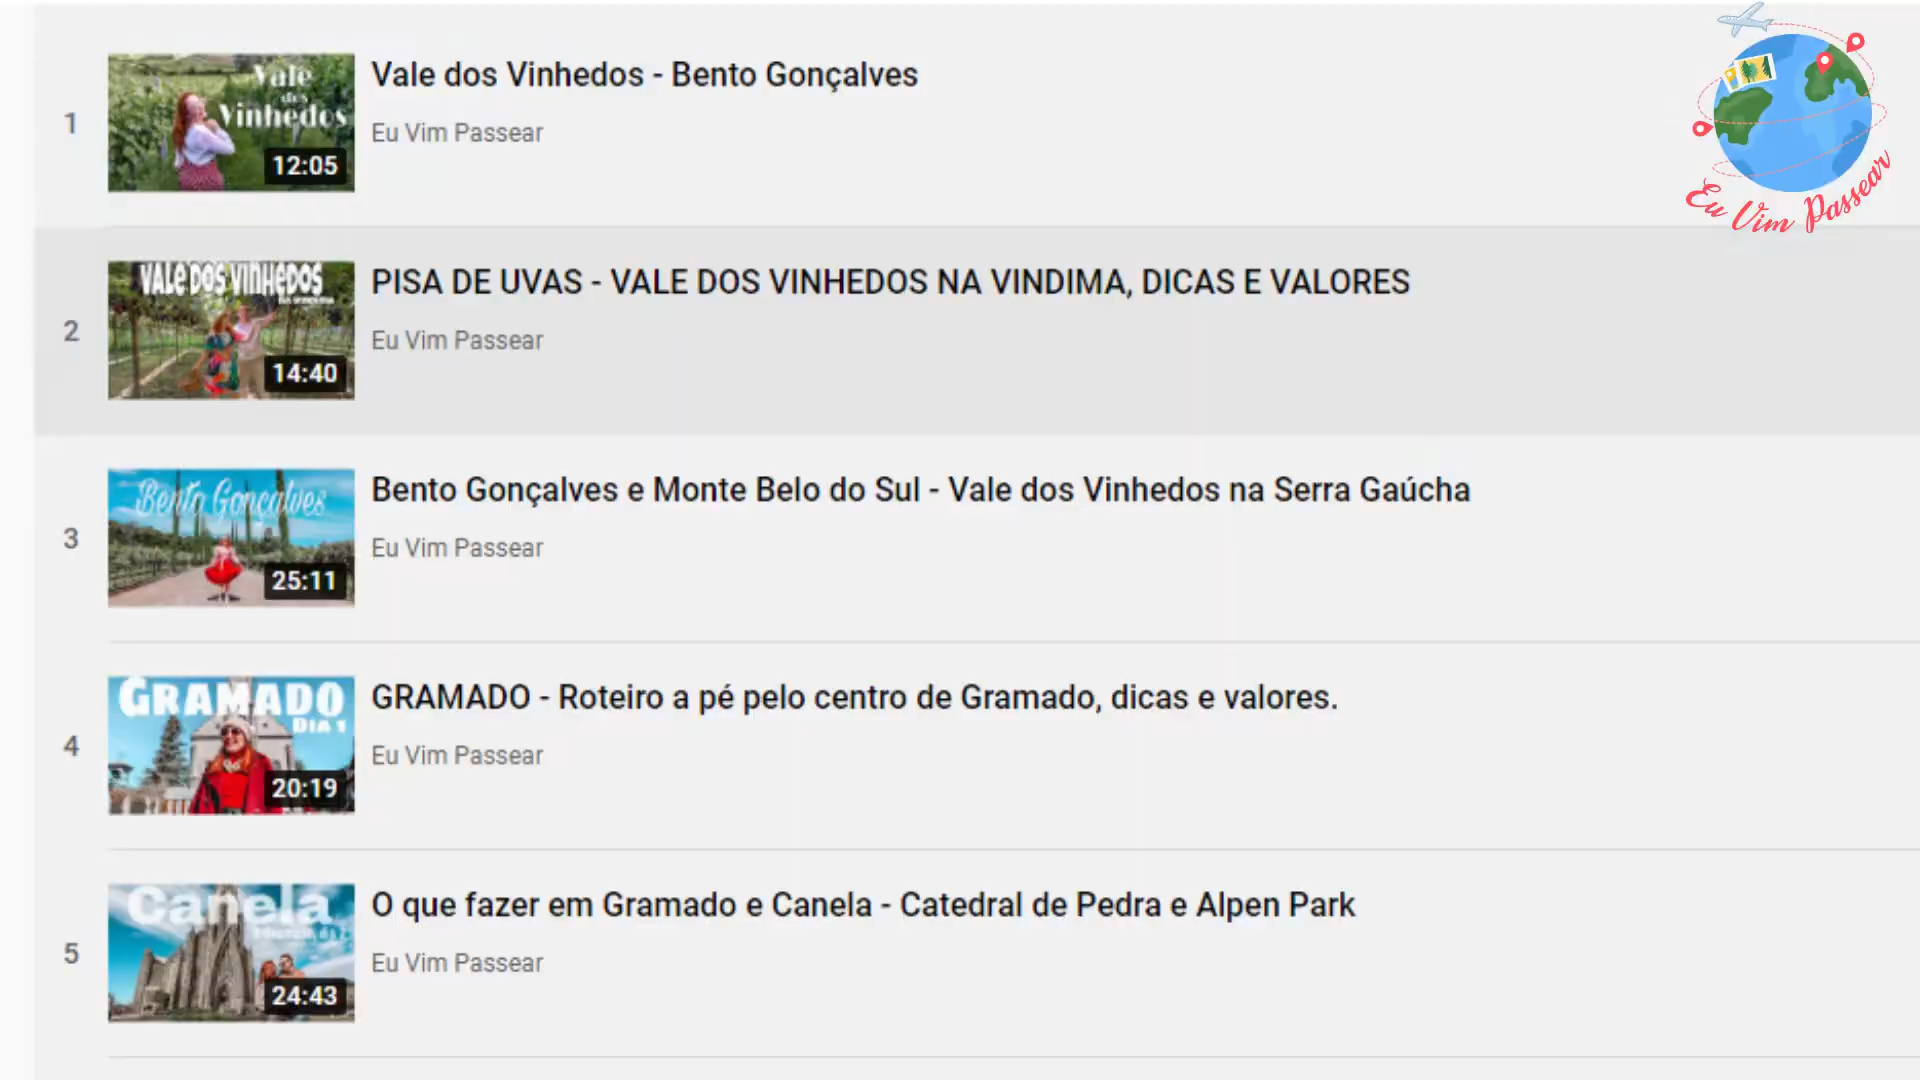 1
Vale
dos
Vinhedos
12:05
Vale dos Vinhedos - Bento Gonçalves
Eu Vim Passear
Eu Vim Passear
2
VALE DOS VINHEDOS
NA VINDIMA
14:40
PISA DE UVAS - VALE DOS VINHEDOS NA VINDIMA, DICAS E VALORES
Eu Vim Passear
3
Bento Gonçalves
25:11
Bento Gonçalves e Monte Belo do Sul - Vale dos Vinhedos na Serra Gaúcha
Eu Vim Passear
4
GRAMADO
DIA 1
20:19
GRAMADO - Roteiro a pé pelo centro de Gramado, dicas e valores.
Eu Vim Passear
5
Canela
24:43
O que fazer em Gramado e Canela - Catedral de Pedra e Alpen Park
Eu Vim Passear